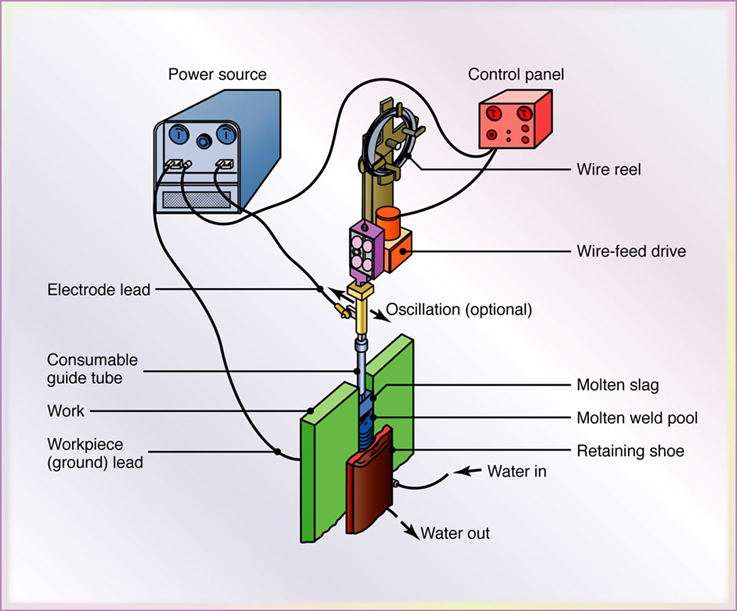 Power source
Control panel
Wire reel
Wire-feed drive
Electrode lead
Oscillation (optional)
Consumable
guide tube
Molten slag
Work
Molten weld pool
Workpiece
(ground) lead
Retaining shoe
Water in
Water out